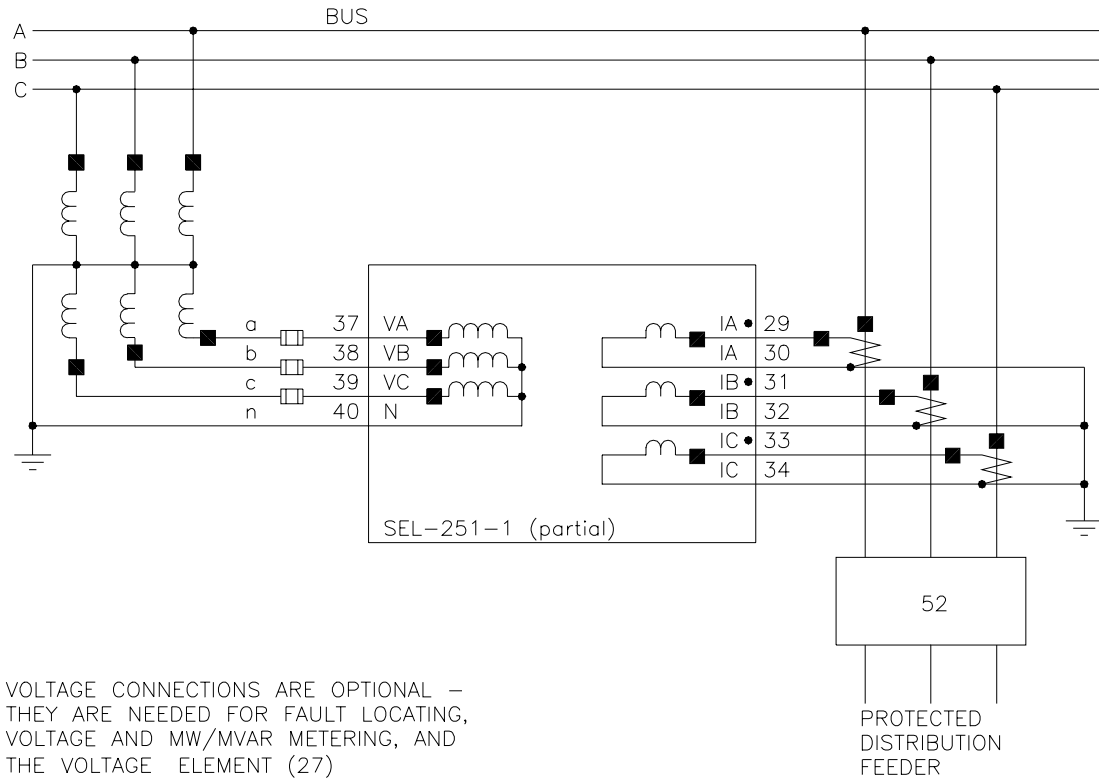 BUS
A
B
C
a 37 VA
b 38 VB
c 39 VC
n 40 N
IA 29
IA 30
IB 31
IB 32
IC 33
IC 34
SEL-251-1 (partial)
52
VOLTAGE CONNECTIONS ARE OPTIONAL –
THEY ARE NEEDED FOR FAULT LOCATING,
VOLTAGE AND MW/MVAR METERING, AND
THE VOLTAGE ELEMENT (27)
PROTECTED
DISTRIBUTION
FEEDER